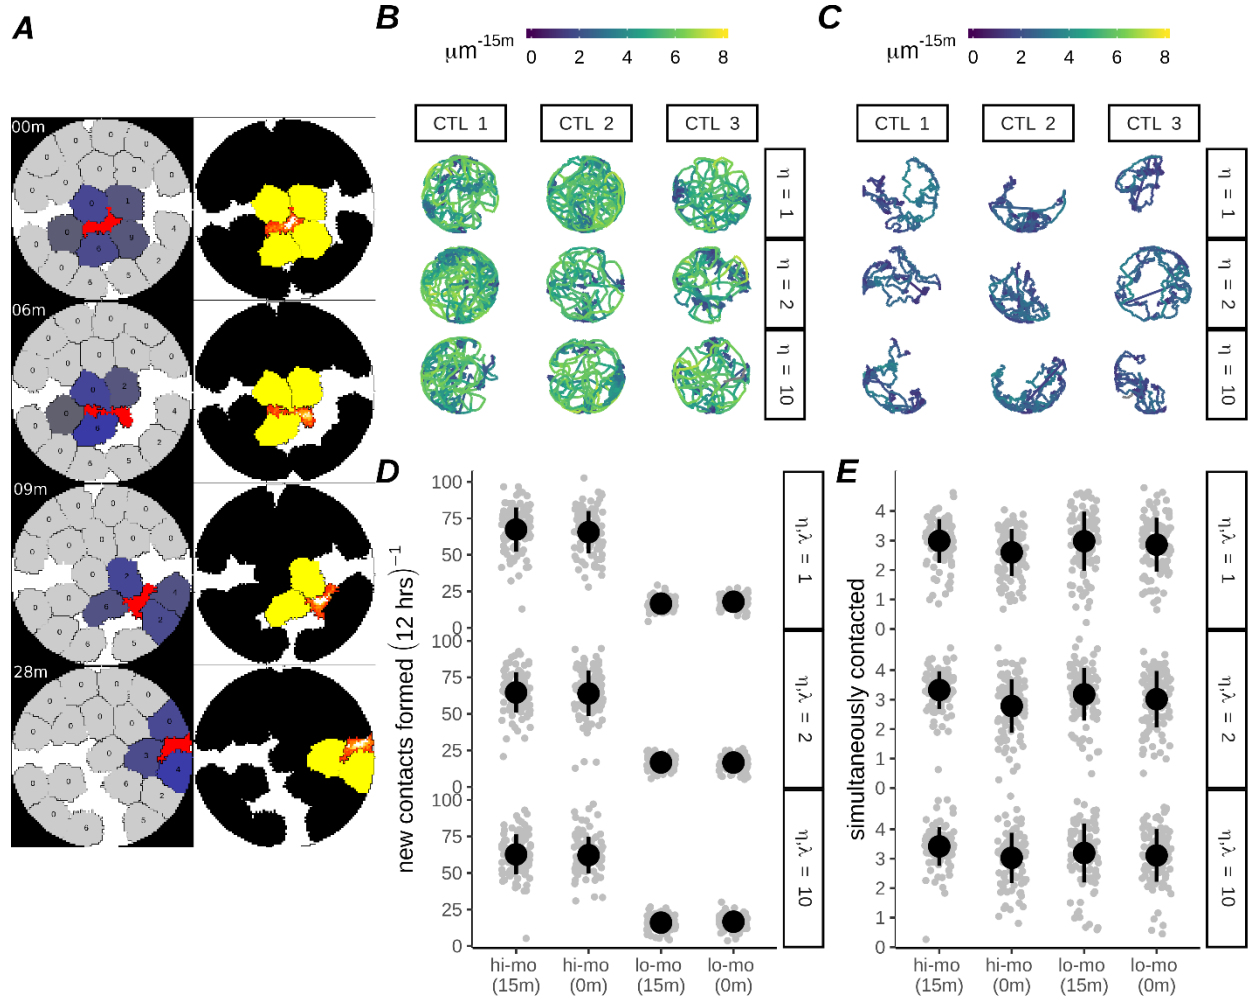 A
B
C
μm-15m
0 2 4 6 8
μm-15m
0 2 4 6 8
CTL 1
CTL 2
CTL 3
η = 1
η = 2
η = 10
CTL 1
CTL 2
CTL 3
η = 1
η = 2
η = 10
00m
06m
09m
28m
D
new contacts formed (12 hrs)−1
100
75
50
25
0
100
75
50
25
0
100
75
50
25
0
hi-mo (15m)
hi-mo (0m)
lo-mo (15m)
lo-mo (0m)
η,λ = 1
η,λ = 2
η,λ = 10
E
simultaneously contacted
4
3
2
1
0
4
3
2
1
0
4
3
2
1
0
hi-mo (15m)
hi-mo (0m)
lo-mo (15m)
lo-mo (0m)
η,λ = 1
η,λ = 2
η,λ = 10